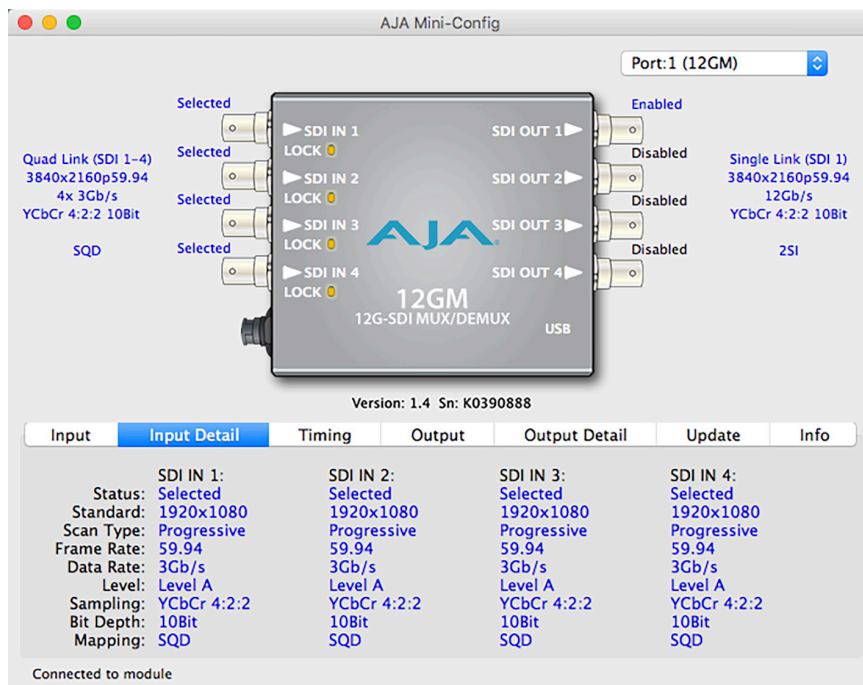 AJA Mini-Config
Port:1 (12GM)
Selected
Selected
Selected
Selected
Quad Link (SDI 1-4)
3840x2160p59.94
4x 3Gb/s
YCbCr 4:2:2 10Bit
SQD
SDI IN 1
LOCK
SDI IN 2
LOCK
SDI IN 3
LOCK
SDI IN 4
LOCK
AJA
12GM
12G-SDI MUX/DEMUX
USB
SDI OUT 1
SDI OUT 2
SDI OUT 3
SDI OUT 4
Enabled
Disabled
Disabled
Disabled
Single Link (SDI 1)
3840x2160p59.94
12Gb/s
YCbCr 4:2:2 10Bit
2SI
Version: 1.4 Sn: K0390888
Input Input Detail Timing Output Output Detail Update Info
SDI IN 1: SDI IN 2: SDI IN 3: SDI IN 4:
Status: Selected Selected Selected Selected
Standard: 1920x1080 1920x1080 1920x1080 1920x1080
Scan Type: Progressive Progressive Progressive Progressive
Frame Rate: 59.94 59.94 59.94 59.94
Data Rate: 3Gb/s 3Gb/s 3Gb/s 3Gb/s
Level: Level A Level A Level A Level A
Sampling: YCbCr 4:2:2 YCbCr 4:2:2 YCbCr 4:2:2 YCbCr 4:2:2
Bit Depth: 10Bit 10Bit 10Bit 10Bit
Mapping: SQD SQD SQD SQD
Connected to module